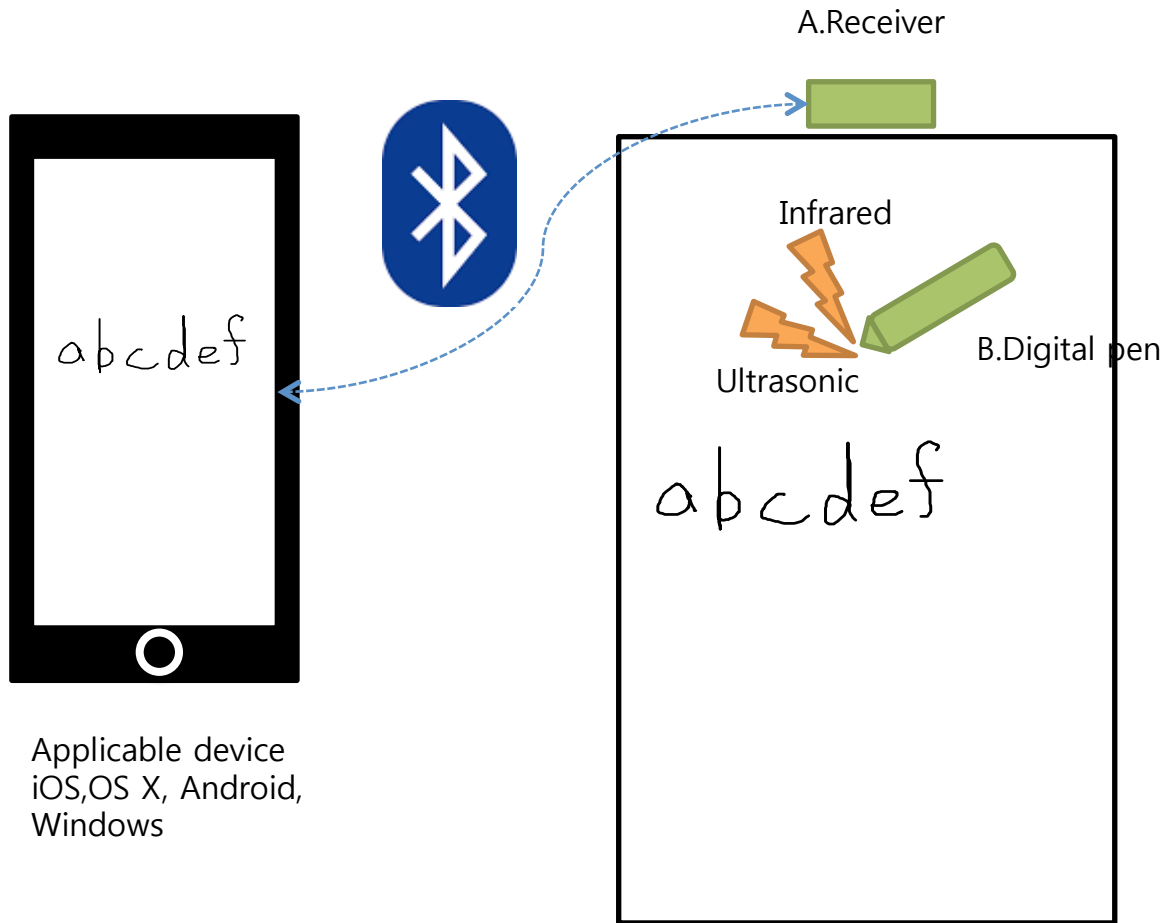 A.Receiver
Infrared
B.Digital pen
Ultrasonic
abcdef
abcdef
Applicable device
iOS,OS X, Android,
Windows